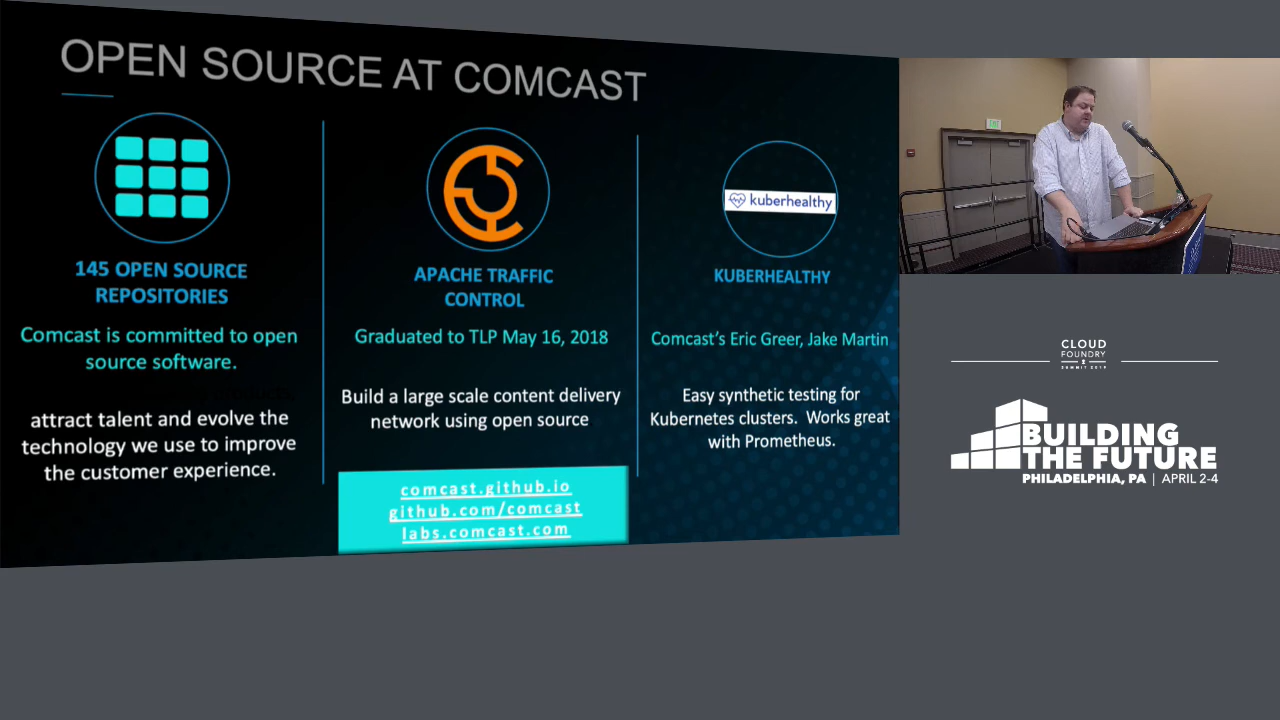 OPEN SOURCE AT COMCAST
145 OPEN SOURCE
REPOSITORIES
Comcast is committed to open
source software.
products,
attract talent and evolve the
technology we use to improve
the customer experience.
APACHE TRAFFIC
CONTROL
Graduated to TLP May 16, 2018
Build a large scale content delivery
network using open source
comcast.github.io
github.com/comcast
labs.comcast.com
kuberhealthy
KUBERHEALTHY
Comcast's Eric Greer, Jake Martin
Easy synthetic testing for
Kubernetes clusters. Works great
with Prometheus.
EXIT
CLOUD
FOUNDRY
SUMMIT 2019
BUILDING
THE FUTURE
PHILADELPHIA, PA | APRIL 2-4